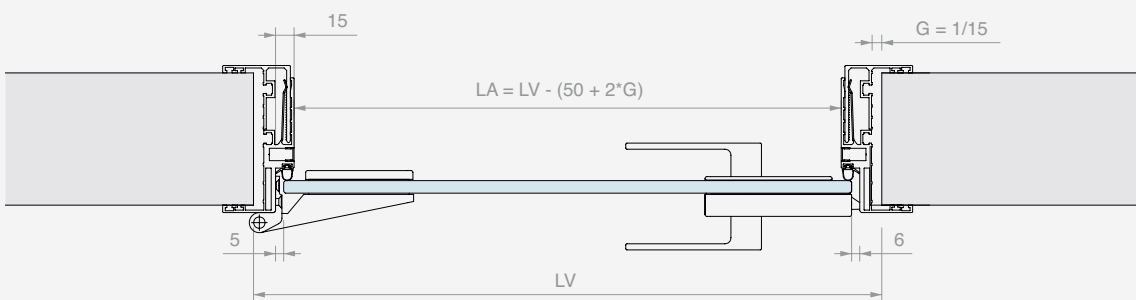 15
G = 1/15
LA = LV - (50 + 2*G)
5
6
LV